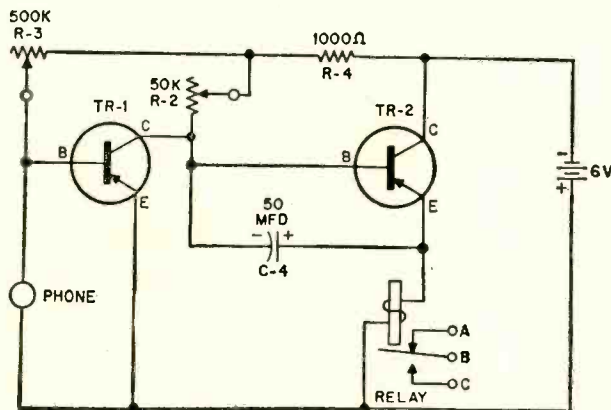 500K
R-3
1000Ω
R-4
50K
R-2
TR-1
C
B
E
TR-2
C
B
E
-
+
6V
50
MFD
- +
C-4
PHONE
A
B
C
RELAY